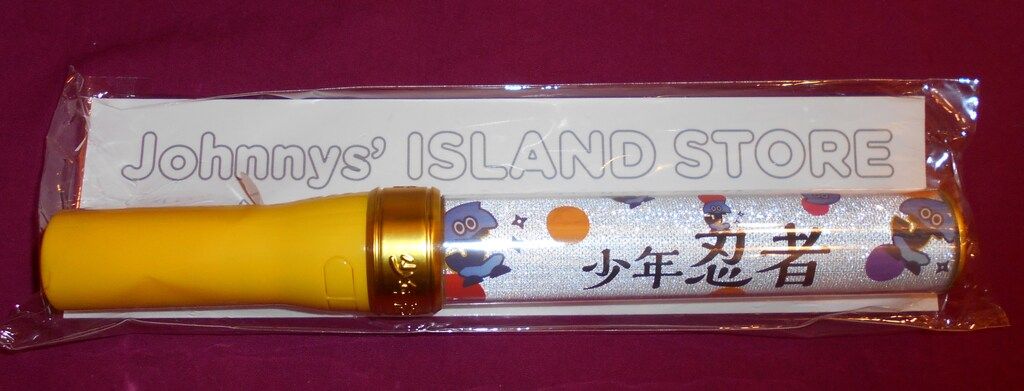 Johnnys' ISLAND STORE
少年忍者